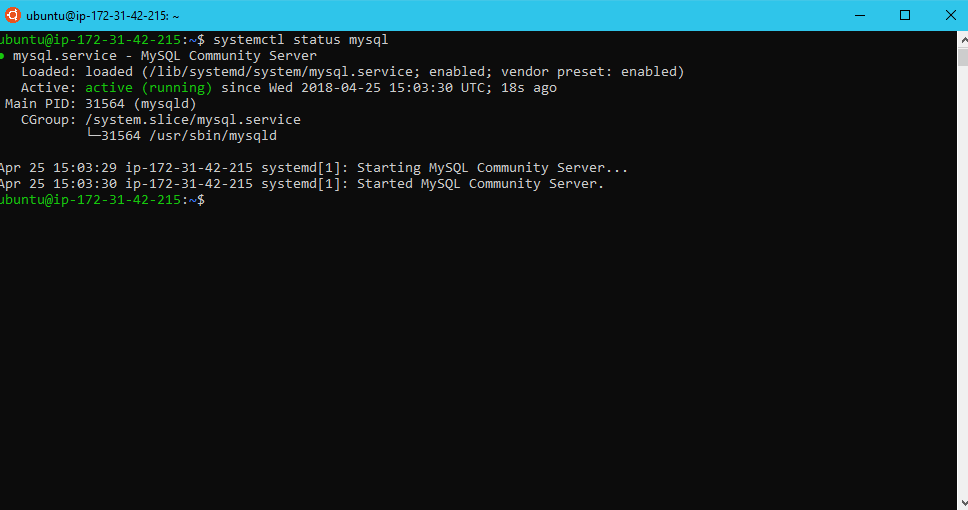 ubuntu@ip-172-31-42-215: ~
ubuntu@ip-172-31-42-215:~$ systemctl status mysql
● mysql.service - MySQL Community Server
   Loaded: loaded (/lib/systemd/system/mysql.service; enabled; vendor preset: enabled)
   Active: active (running) since Wed 2018-04-25 15:03:30 UTC; 18s ago
 Main PID: 31564 (mysqld)
   CGroup: /system.slice/mysql.service
           └─31564 /usr/sbin/mysqld
Apr 25 15:03:29 ip-172-31-42-215 systemd[1]: Starting MySQL Community Server...
Apr 25 15:03:30 ip-172-31-42-215 systemd[1]: Started MySQL Community Server.
ubuntu@ip-172-31-42-215:~$